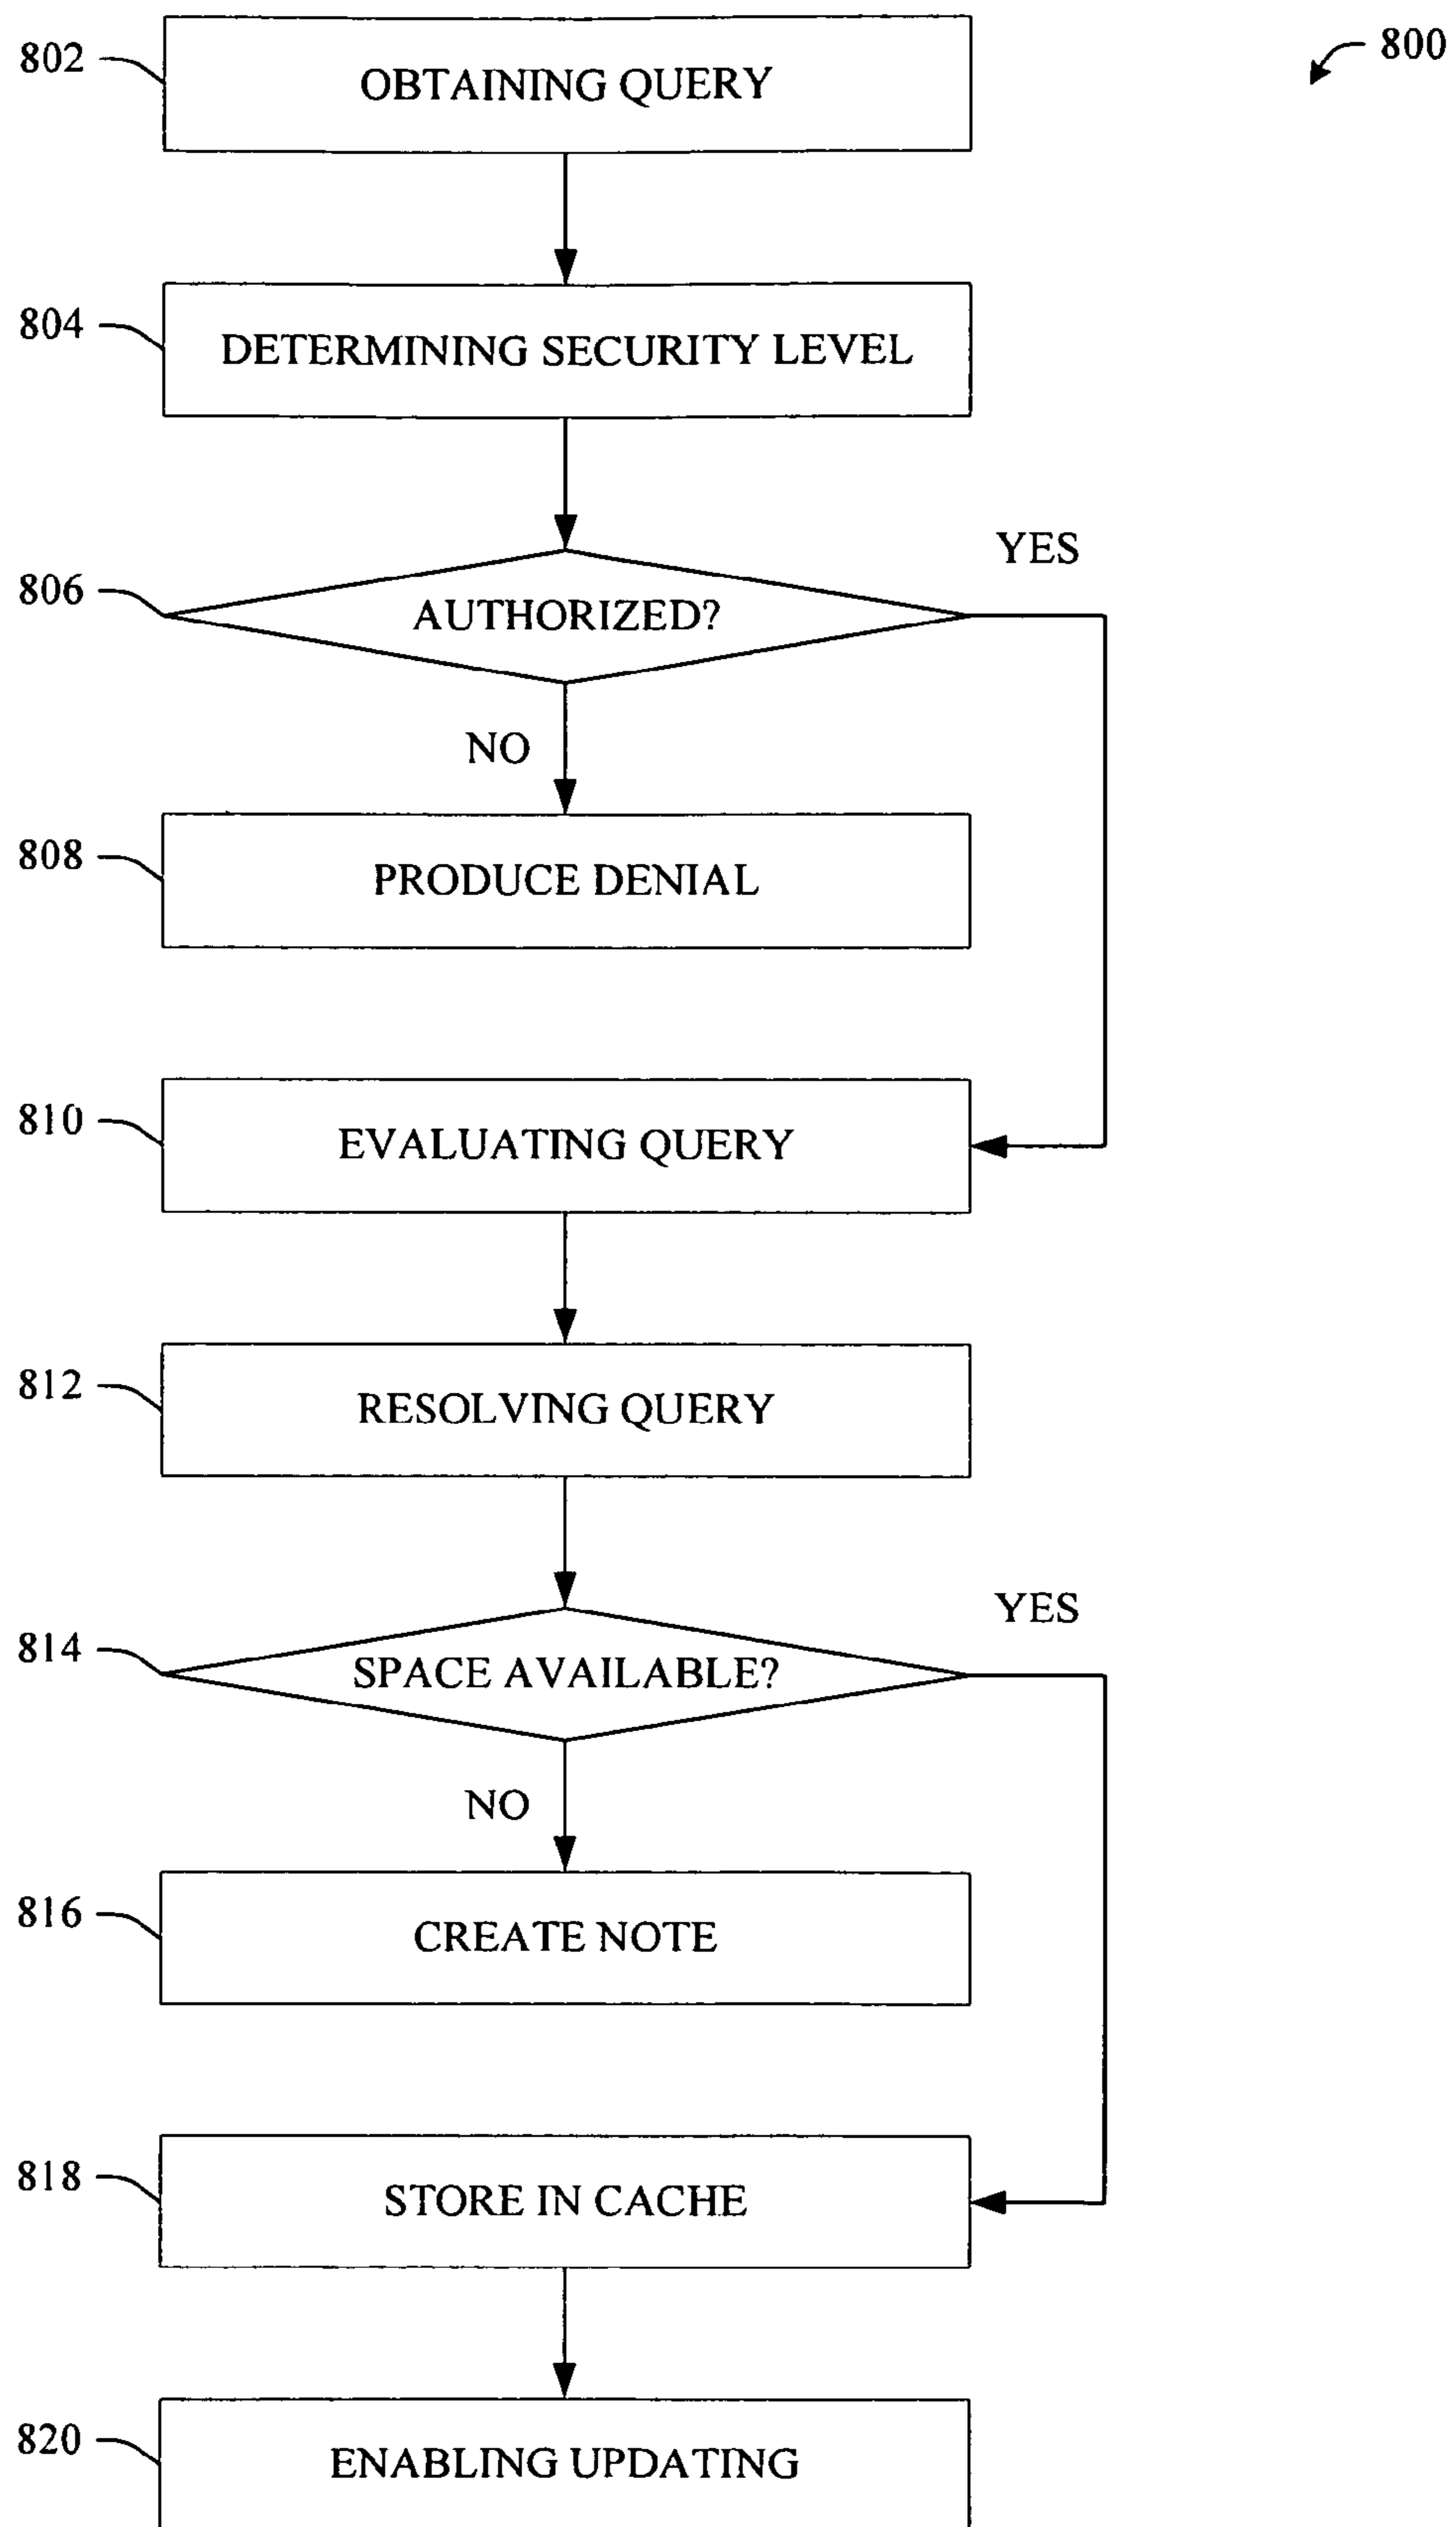 802
OBTAINING QUERY
800
804
DETERMINING SECURITY LEVEL
YES
806
AUTHORIZED?
NO
808
PRODUCE DENIAL
810
EVALUATING QUERY
812
RESOLVING QUERY
YES
814
SPACE AVAILABLE?
NO
816
CREATE NOTE
818
STORE IN CACHE
820
ENABLING UPDATING